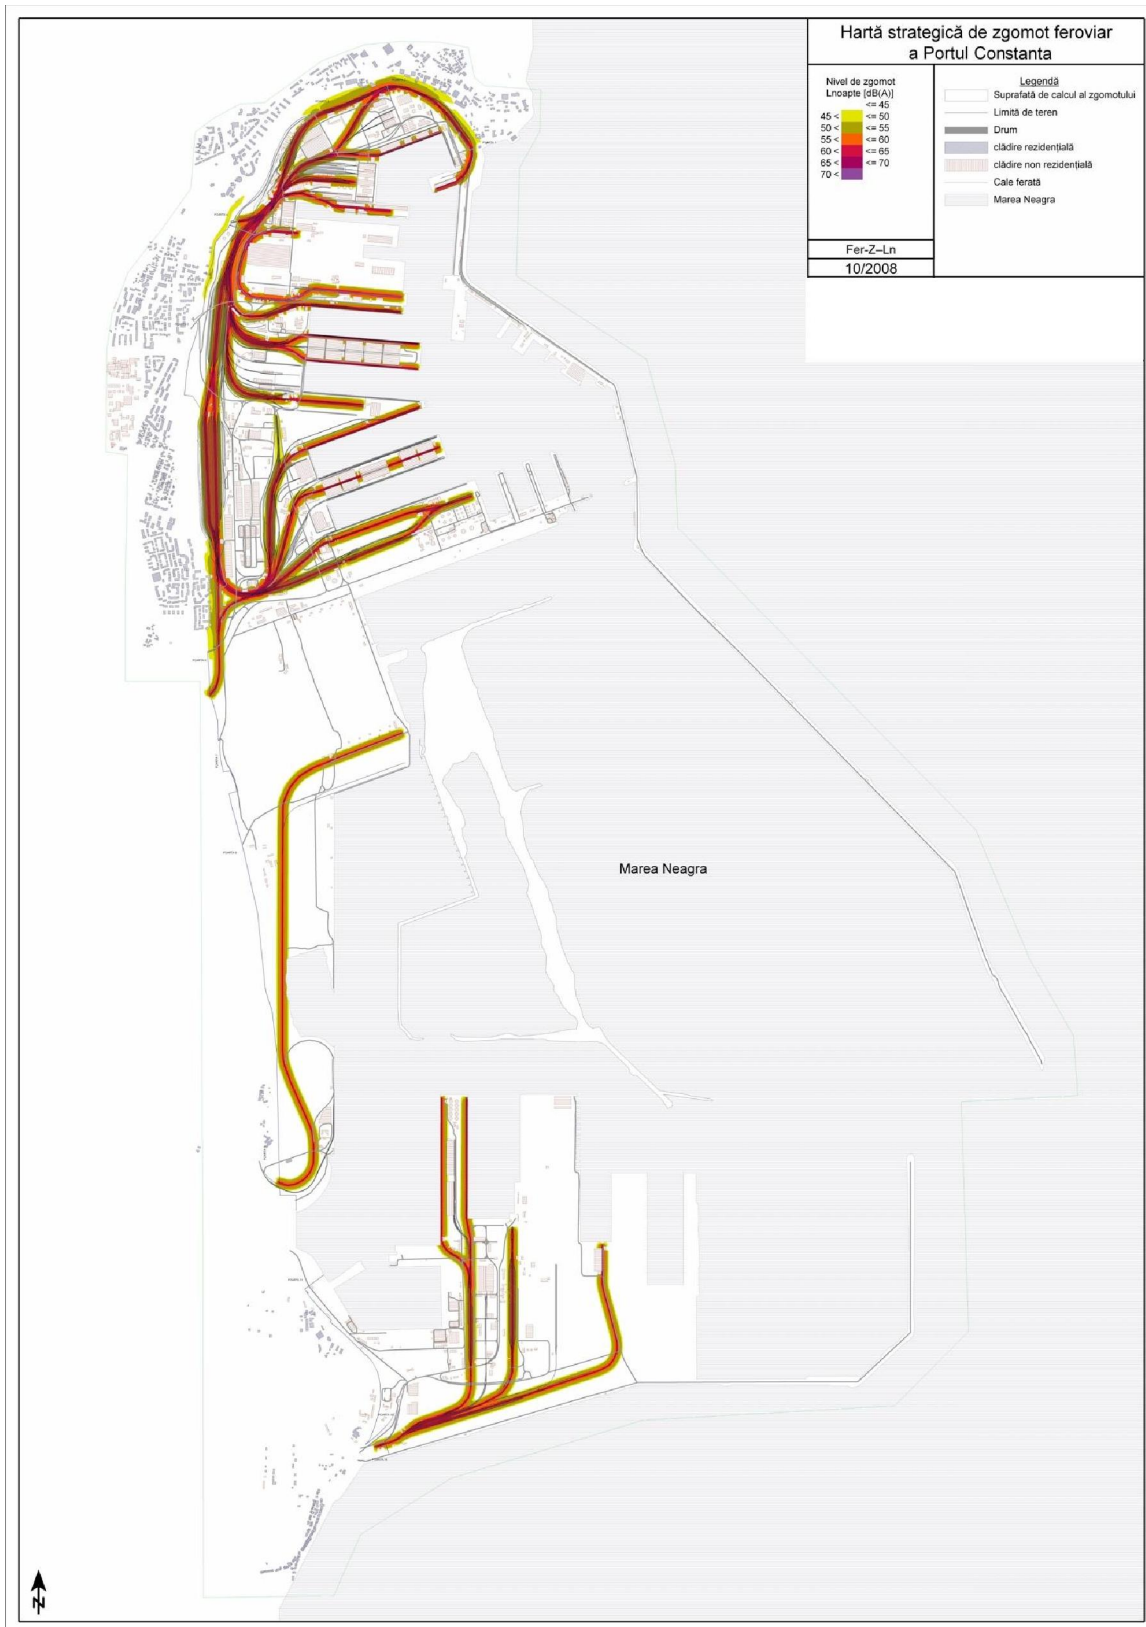 Hartă strategică de zgomot feroviar
a Portul Constanta
Nivel de zgomot
Lnoapte [dB(A)]
<= 45
45 < <= 50
50 < <= 55
55 < <= 60
60 < <= 65
65 < <= 70
70 <
Legendă
Suprafată de calcul al zgomotului
Limită de teren
Drum
clădire rezidențială
clădire non rezidențială
Cale ferată
Marea Neagra
Fer-Z–Ln
10/2008
Marea Neagra
N